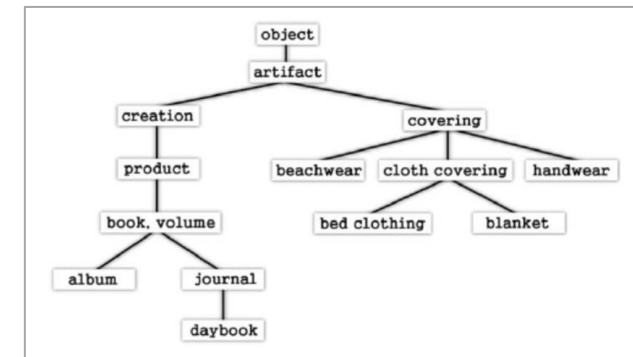 object
artifact
creation
covering
product
beachwear
cloth covering
handwear
book, volume
bed clothing
blanket
album
journal
daybook